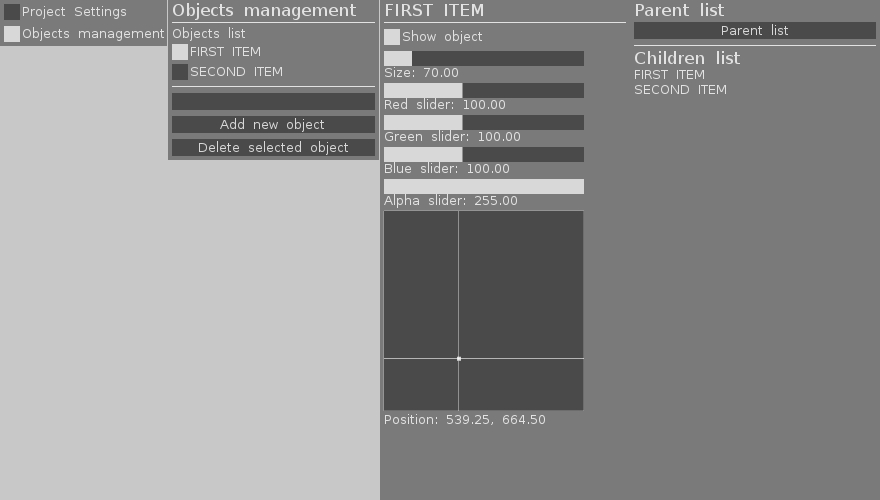 Project Settings
Objects management
Objects management
Objects list
FIRST ITEM
SECOND ITEM
Add new object
Delete selected object
FIRST ITEM
Show object
Size: 70.00
Red slider: 100.00
Green slider: 100.00
Blue slider: 100.00
Alpha slider: 255.00
Position: 539.25, 664.50
Parent list
Parent list
Children list
FIRST ITEM
SECOND ITEM